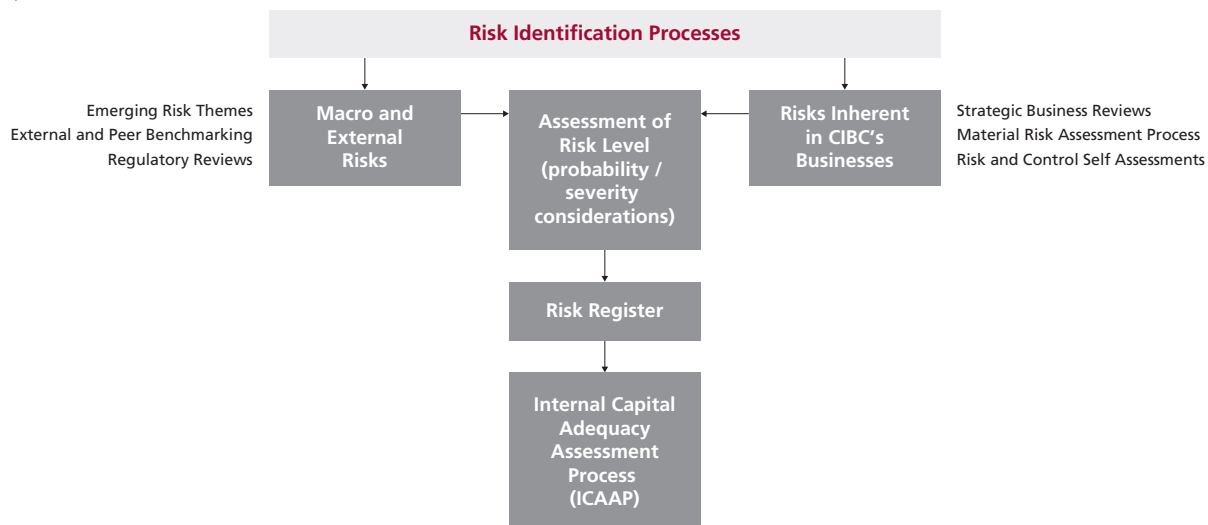 Risk Identification Processes
Emerging Risk Themes
External and Peer Benchmarking
Regulatory Reviews
Macro and
External
Risks
Assessment of
Risk Level
(probability /
severity
considerations)
Risks Inherent
in CIBC's
Businesses
Strategic Business Reviews
Material Risk Assessment Process
Risk and Control Self Assessments
Risk Register
Internal Capital
Adequacy
Assessment
Process
(ICAAP)